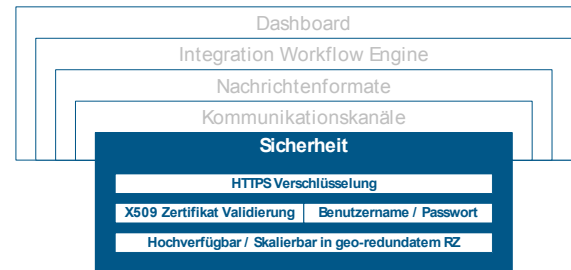 Dashboard
Integration Workflow Engine
Nachrichtenformate
Kommunikationskanäle
Sicherheit
HTTPS Verschlüsselung
X509 Zertifikat Validierung
Benutzername / Passwort
Hochverfügbar / Skalierbar in geo-redundatem RZ